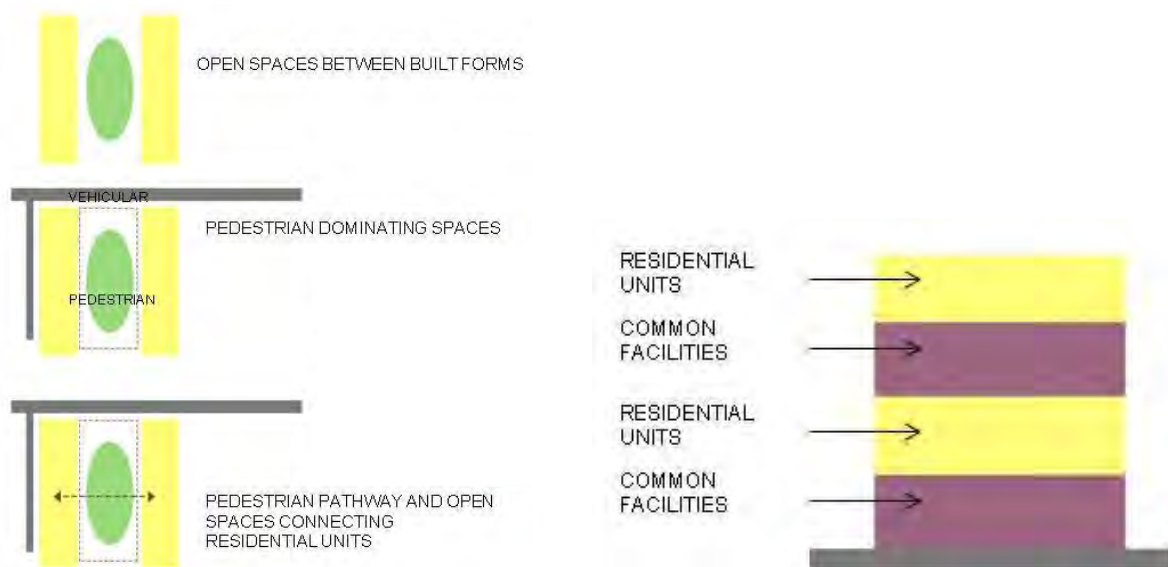 OPEN SPACES BETWEEN BUILT FORMS
VEHICULAR
PEDESTRIAN DOMINATING SPACES
PEDESTRIAN
PEDESTRIAN PATHWAY AND OPEN
SPACES CONNECTING
RESIDENTIAL UNITS
RESIDENTIAL
UNITS
COMMON
FACILITIES
RESIDENTIAL
UNITS
COMMON
FACILITIES